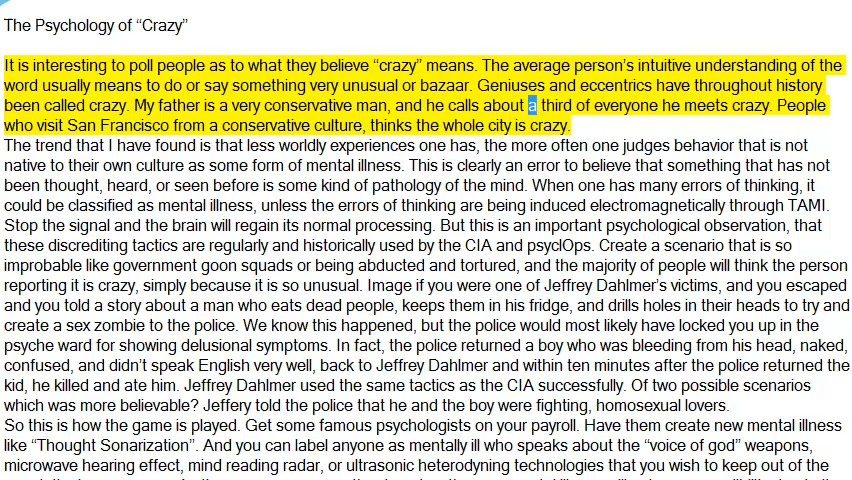 The Psychology of “Crazy”
It is interesting to poll people as to what they believe “crazy” means. The average person’s intuitive understanding of the
word usually means to do or say something very unusual or bazaar. Geniuses and eccentrics have throughout history
been called crazy. My father is a very conservative man, and he calls about a third of everyone he meets crazy. People
who visit San Francisco from a conservative culture, thinks the whole city is crazy.
The trend that I have found is that less worldly experiences one has, the more often one judges behavior that is not
native to their own culture as some form of mental illness. This is clearly an error to believe that something that has not
been thought, heard, or seen before is some kind of pathology of the mind. When one has many errors of thinking, it
could be classified as mental illness, unless the errors of thinking are being induced electromagnetically through TAMI.
Stop the signal and the brain will regain its normal processing. But this is an important psychological observation, that
these discrediting tactics are regularly and historically used by the CIA and psyclOps. Create a scenario that is so
improbable like government goon squads or being abducted and tortured, and the majority of people will think the person
reporting it is crazy, simply because it is so unusual. Image if you were one of Jeffrey Dahlmer’s victims, and you escaped
and you told a story about a man who eats dead people, keeps them in his fridge, and drills holes in their heads to try and
create a sex zombie to the police. We know this happened, but the police would most likely have locked you up in the
psyche ward for showing delusional symptoms. In fact, the police returned a boy who was bleeding from his head, naked,
confused, and didn’t speak English very well, back to Jeffrey Dahlmer and within ten minutes after the police returned the
kid, he killed and ate him. Jeffrey Dahlmer used the same tactics as the CIA successfully. Of two possible scenarios
which was more believable? Jeffery told the police that he and the boy were fighting, homosexual lovers.
So this is how the game is played. Get some famous psychologists on your payroll. Have them create new mental illness
like “Thought Sonarization”. And you can label anyone as mentally ill who speaks about the “voice of god” weapons,
microwave hearing effect, mind reading radar, or ultrasonic heterodyning technologies that you wish to keep out of the